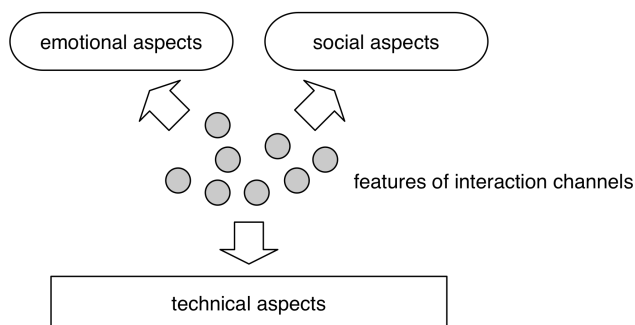 emotional aspects
social aspects
features of interaction channels
technical aspects